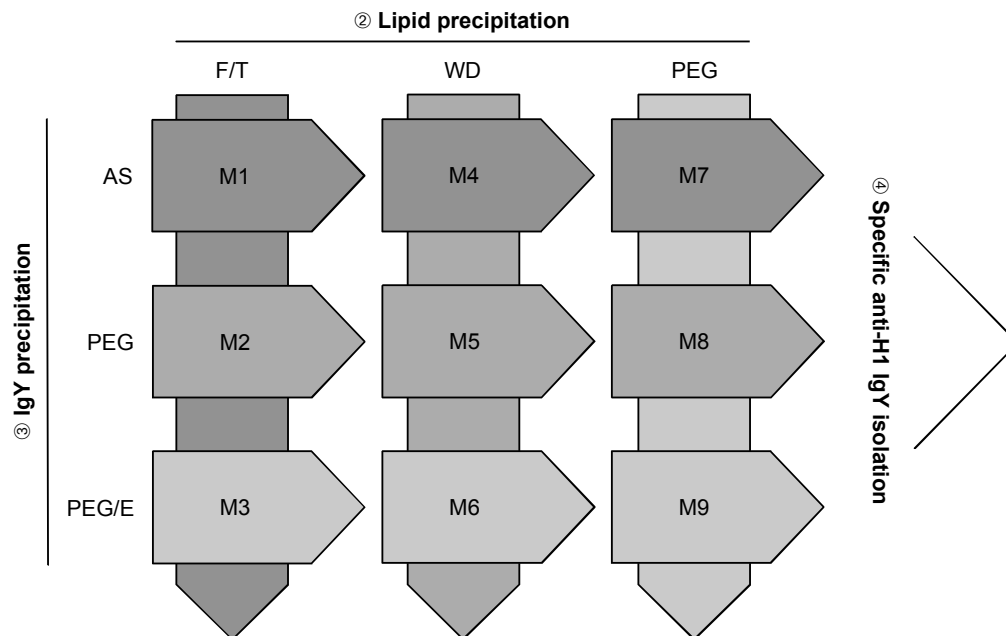 ② Lipid precipitation
F/T WD PEG
AS M1 M4 M7
PEG M2 M5 M8
PEG/E M3 M6 M9
③ IgY precipitation
④ Specific anti-H1 IgY isolation